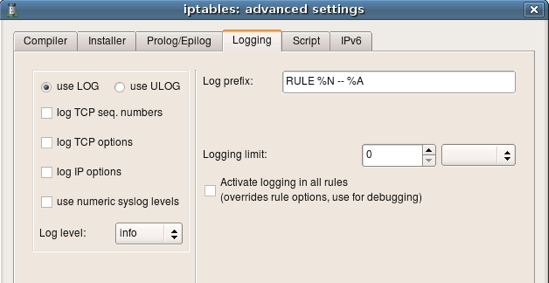 iptables: advanced settings
Compiler Installer Prolog/Epilog Logging Script IPv6
use LOG use ULOG
log TCP seq. numbers
log TCP options
log IP options
use numeric syslog levels
Log level: info
Log prefix: RULE %N -- %A
Logging limit: 0
Activate logging in all rules
(overrides rule options, use for debugging)